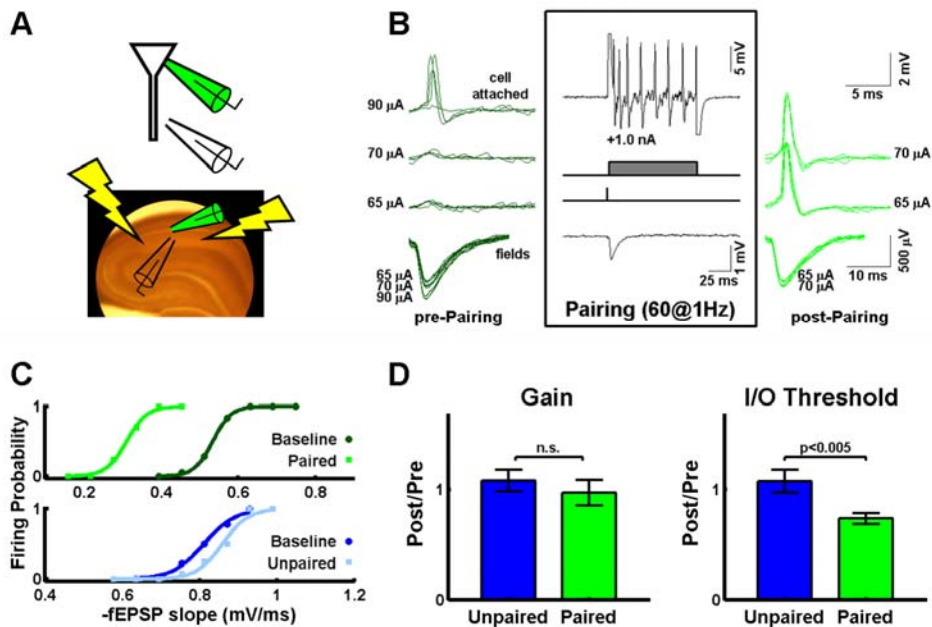 A
B
90 µA
cell
attached
70 µA
65 µA
65 µA
70 µA
90 µA
fields
pre-Pairing
5 mV
+1.0 nA
1 mV
25 ms
Pairing (60@1Hz)
2 mV
5 ms
70 µA
65 µA
65 µA
70 µA
500 µV
10 ms
post-Pairing
C
Firing Probability
1
0
Baseline
Paired
0.2
0.4
0.6
0.8
1
0
Baseline
Unpaired
0.4
0.6
0.8
1.0
1.2
-fEPSP slope (mV/ms)
D
Gain
Post/Pre
1
0
n.s.
Unpaired
Paired
I/O Threshold
Post/Pre
1
0
p<0.005
Unpaired
Paired